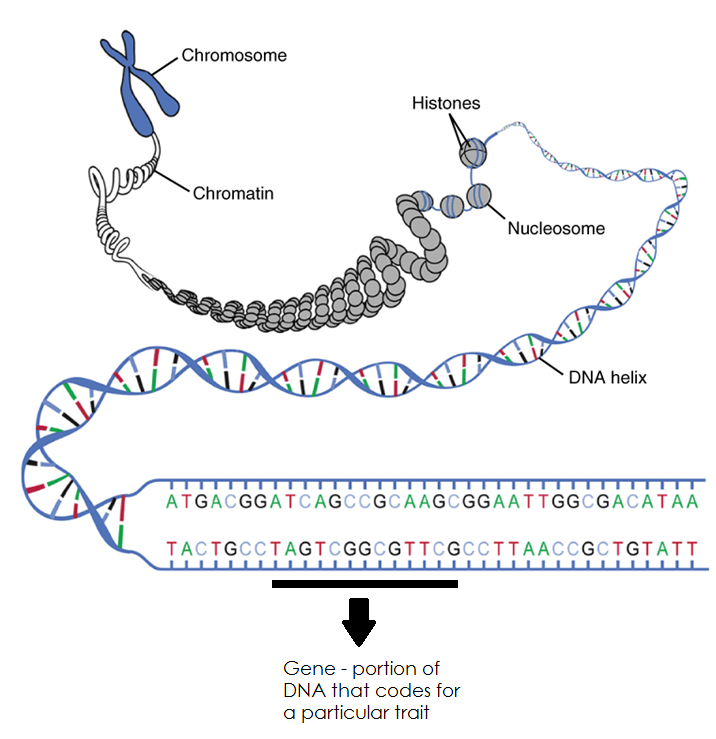 Chromosome
Histones
Chromatin
Nucleosome
DNA helix
ATGACGGATCAGCCGCAAGCGGAATTGGCGACATAA
TACTGCCTAGTCGGCGTTCGCCTTAACCGCTGTATT
Gene - portion of
DNA that codes for
a particular trait